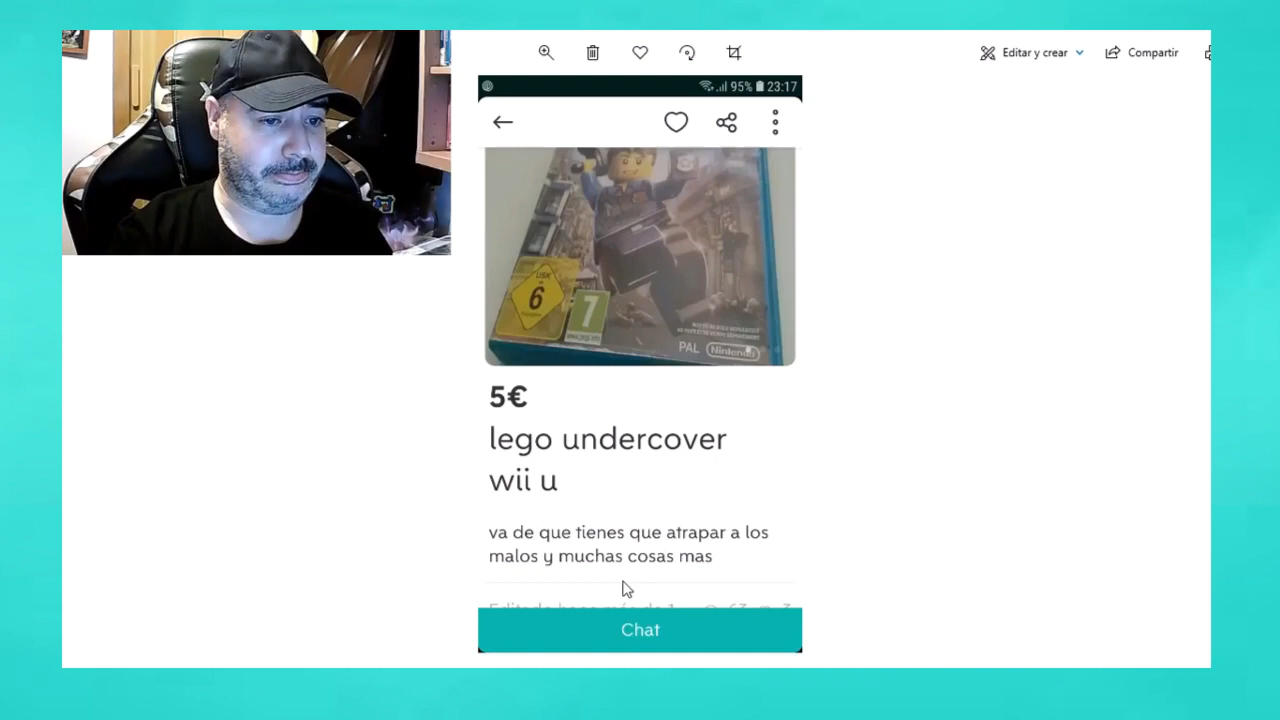 Editar y crear
Compartir
95% 23:17
USK
6
7
PAL Nintendo
5€
lego undercover
wii u
va de que tienes que atrapar a los
malos y muchas cosas mas
Chat